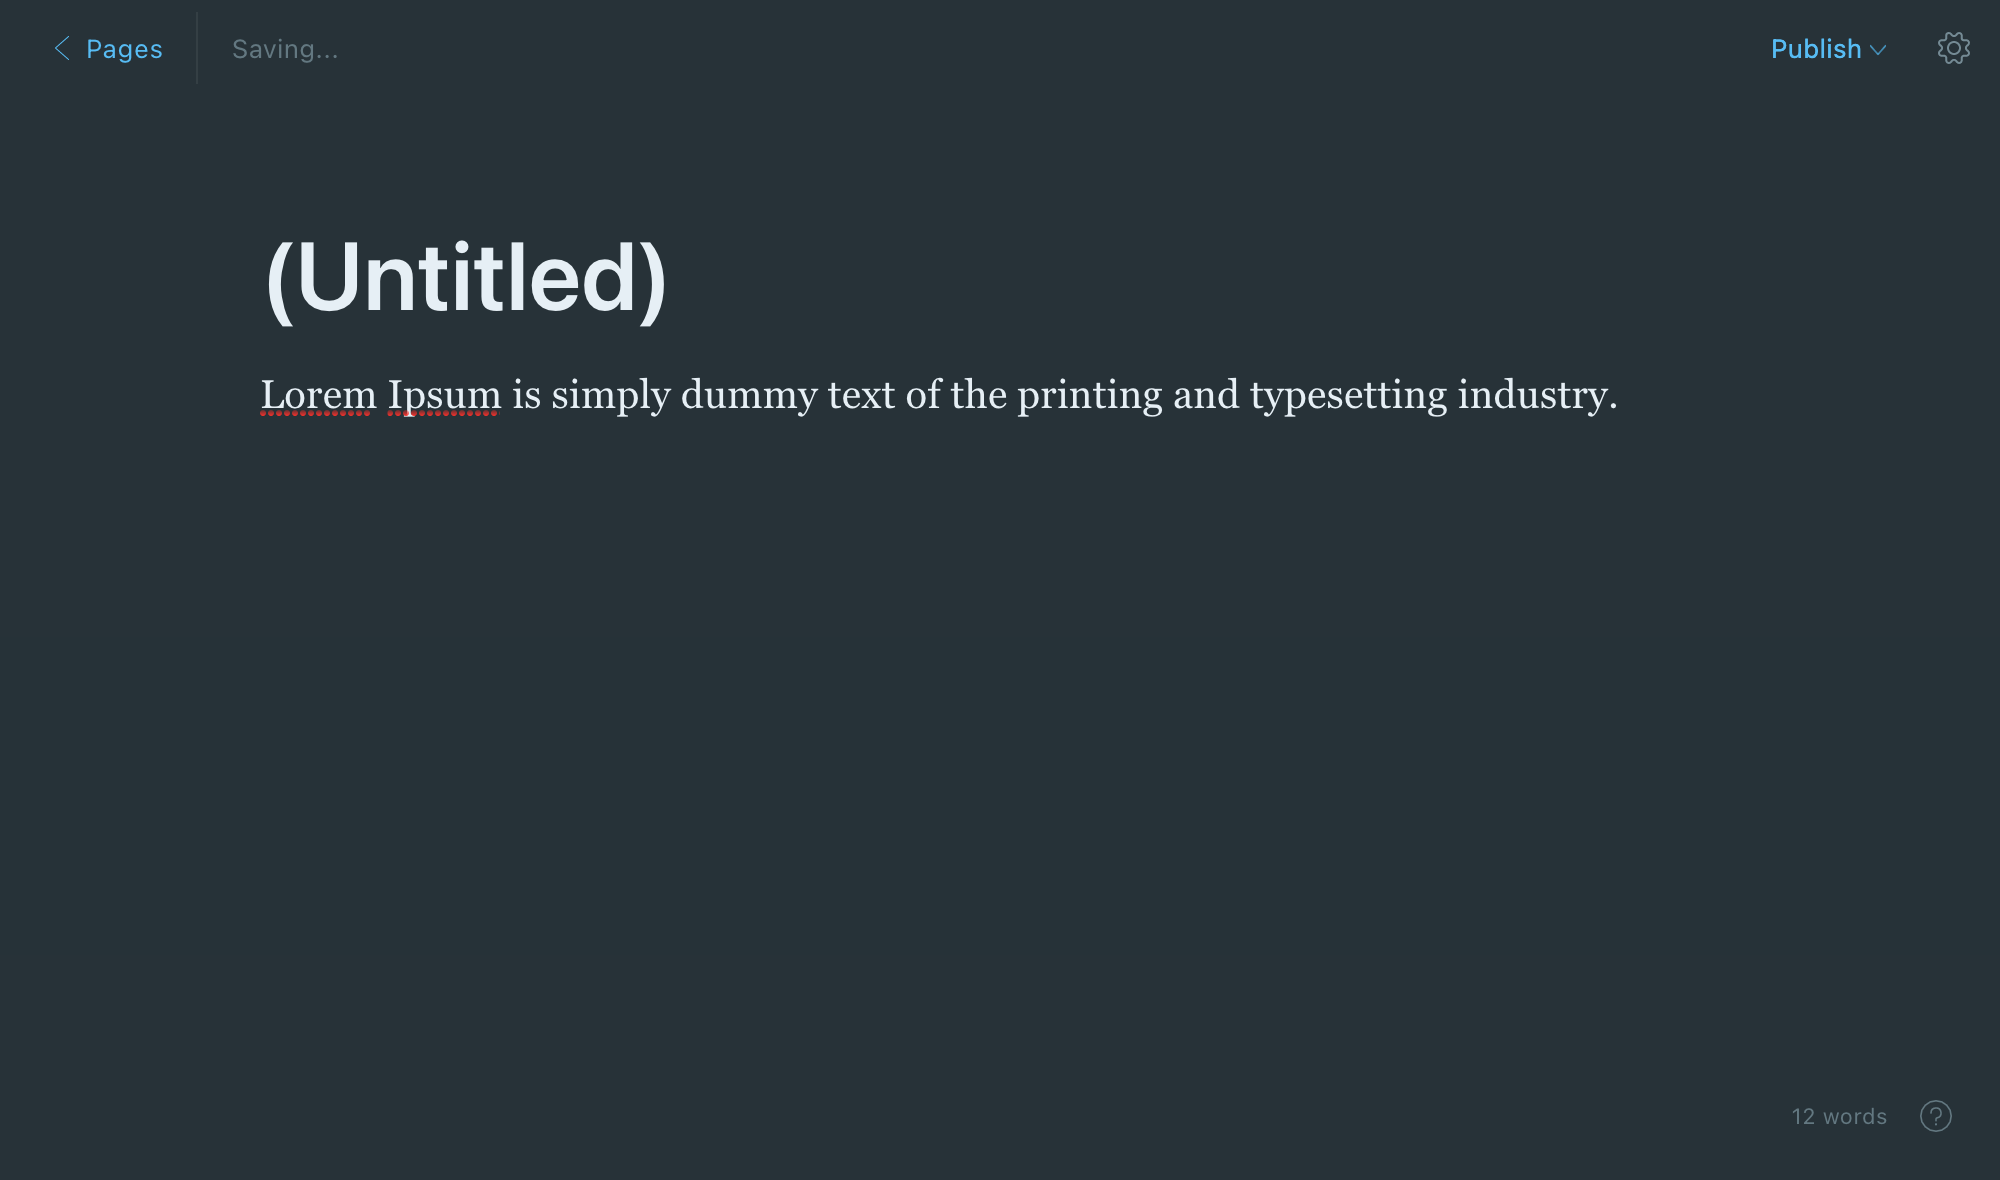 Pages
Saving...
Publish
(Untitled)
Lorem Ipsum is simply dummy text of the printing and typesetting industry.
12 words
?